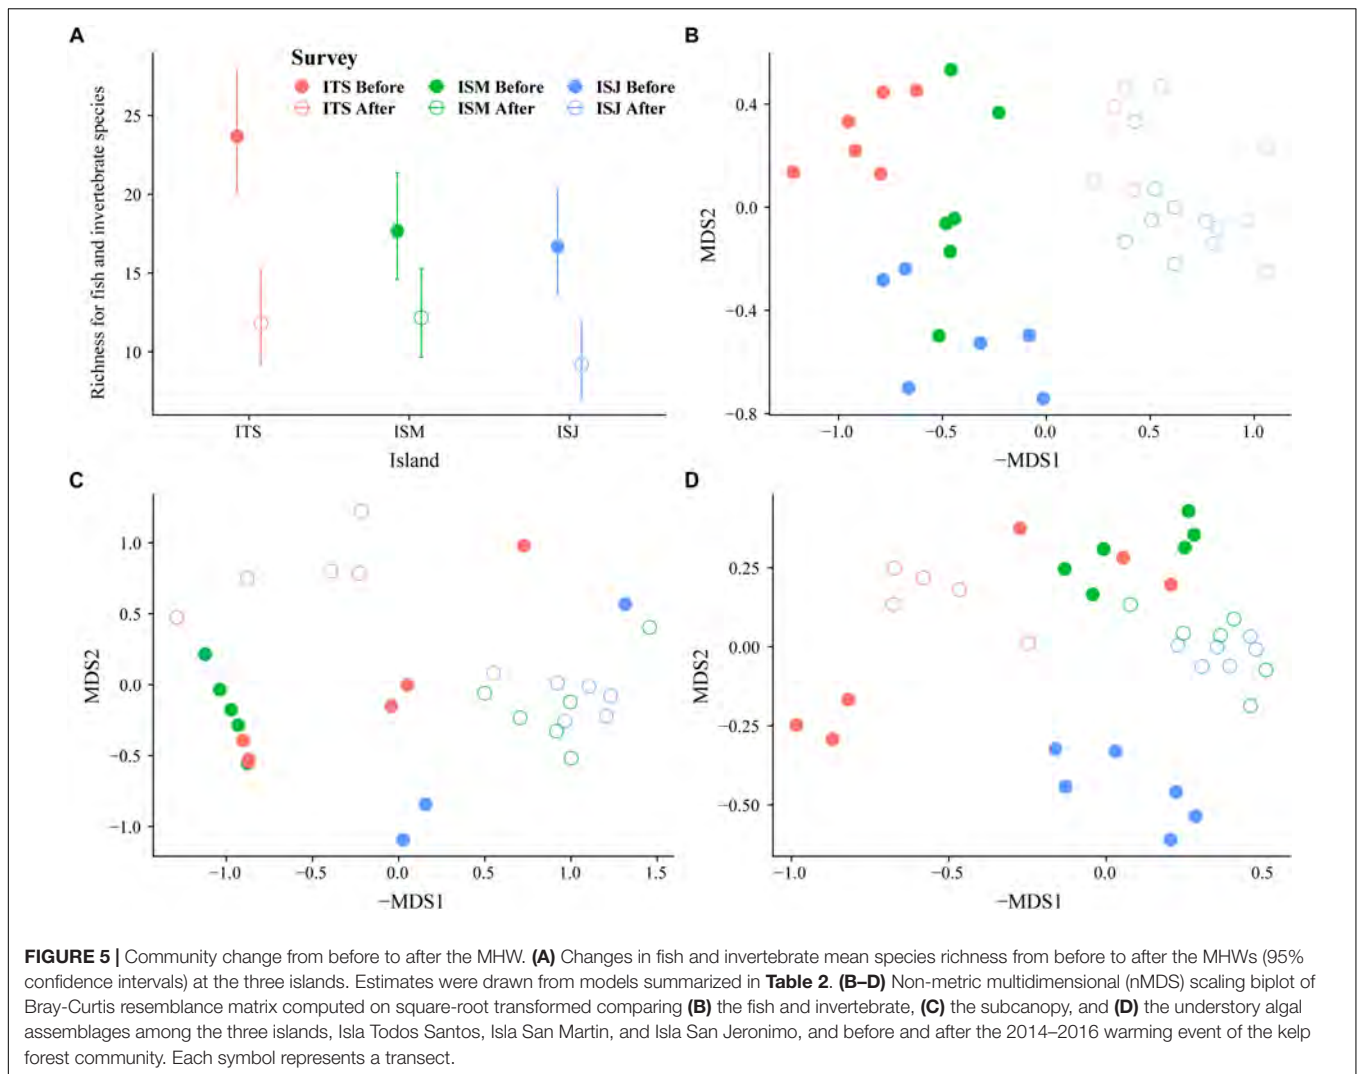 A
Survey
ITS Before ISM Before ISJ Before
ITS After ISM After ISJ After
Richness for fish and invertebrate species
25
20
15
10
ITS ISM ISJ
Island
B
MDS2
0.4
0.0
−0.4
−0.8
−1.0 −0.5 0.0 0.5 1.0
−MDS1
C
MDS2
1.0
0.5
0.0
−0.5
−1.0
−1.0 −0.5 0.0 0.5 1.0 1.5
−MDS1
D
MDS2
0.25
0.00
−0.25
−0.50
−1.0 −0.5 0.0 0.5
−MDS1
FIGURE 5 | Community change from before to after the MHW. (A) Changes in fish and invertebrate mean species richness from before to after the MHWs (95%
confidence intervals) at the three islands. Estimates were drawn from models summarized in Table 2. (B–D) Non-metric multidimensional (nMDS) scaling biplot of
Bray-Curtis resemblance matrix computed on square-root transformed comparing (B) the fish and invertebrate, (C) the subcanopy, and (D) the understory algal
assemblages among the three islands, Isla Todos Santos, Isla San Martin, and Isla San Jeronimo, and before and after the 2014–2016 warming event of the kelp
forest community. Each symbol represents a transect.